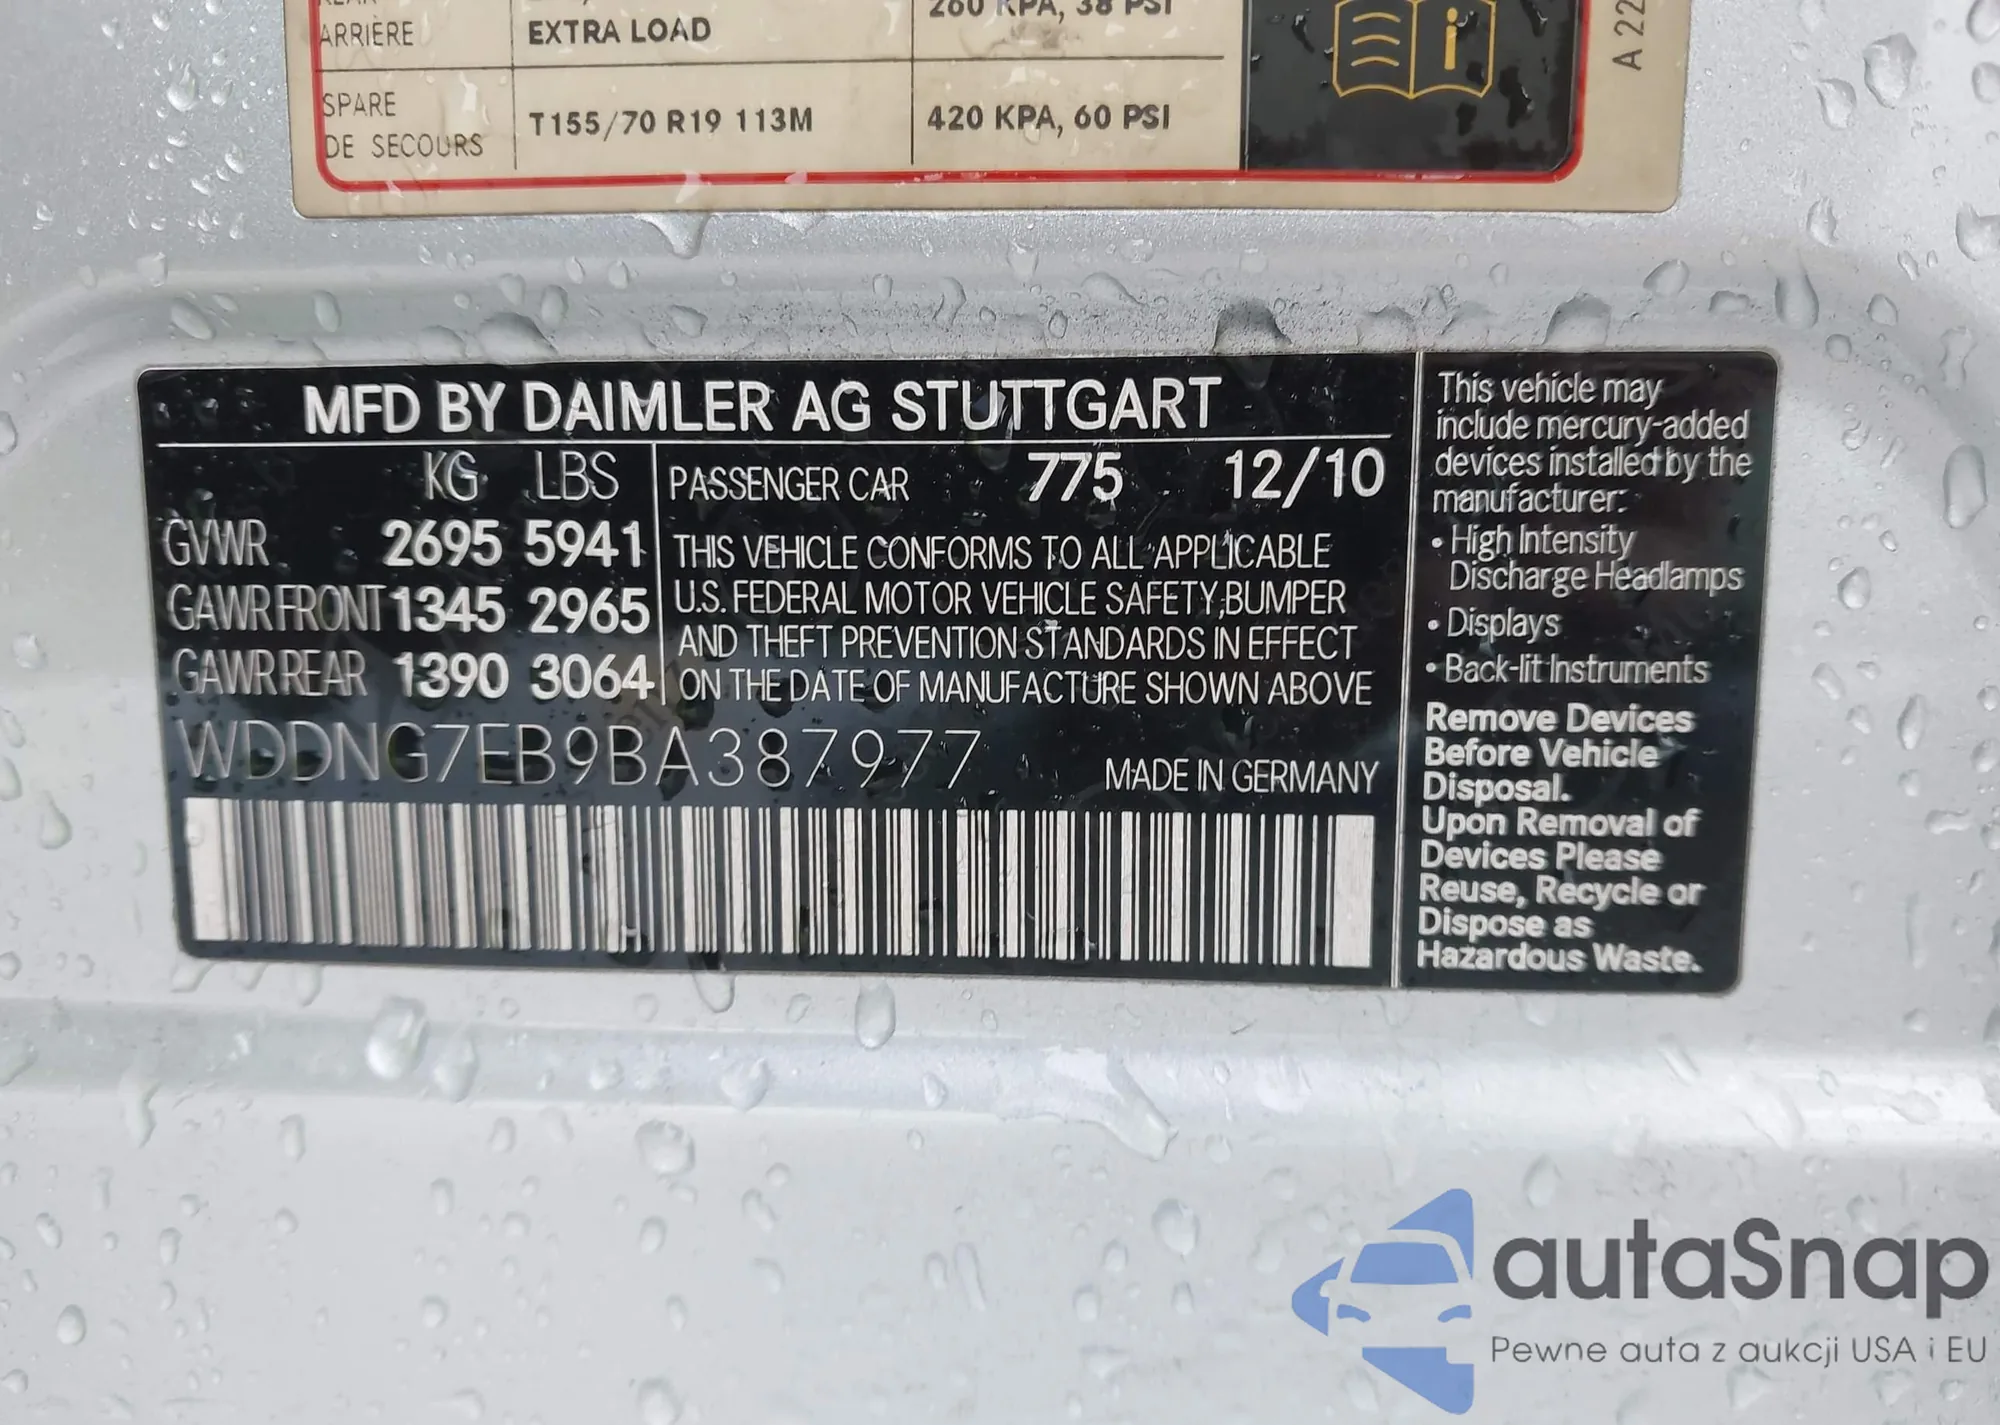 ARRIÈRE
EXTRA LOAD
260 KPA, 38 PSI
SPARE
DE SECOURS
T155/70 R19 113M
420 KPA, 60 PSI
A 22
MFD BY DAIMLER AG STUTTGART
KG LBS
GVWR 2695 5941
GAWR FRONT 1345 2965
GAWR REAR 1390 3064
PASSENGER CAR 775 12/10
THIS VEHICLE CONFORMS TO ALL APPLICABLE
U.S. FEDERAL MOTOR VEHICLE SAFETY, BUMPER
AND THEFT PREVENTION STANDARDS IN EFFECT
ON THE DATE OF MANUFACTURE SHOWN ABOVE
WDDNG7EB9BA387977
MADE IN GERMANY
This vehicle may
include mercury-added
devices installed by the
manufacturer:
• High Intensity
Discharge Headlamps
• Displays
• Back-lit Instruments
Remove Devices
Before Vehicle
Disposal.
Upon Removal of
Devices Please
Reuse, Recycle or
Dispose as
Hazardous Waste.
autaSnap
Pewne auta z aukcji USA i EU